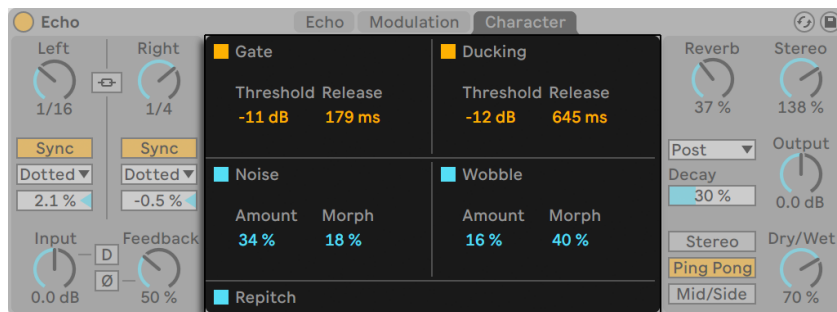 Echo
Echo Modulation Character
Left Right
1/16 1/4
Sync Sync
Dotted Dotted
2.1 % -0.5 %
Input Feedback
D
Ø
0.0 dB 50 %
Gate
Threshold Release
-11 dB 179 ms
Ducking
Threshold Release
-12 dB 645 ms
Noise
Amount Morph
34 % 18 %
Wobble
Amount Morph
16 % 40 %
Repitch
Reverb Stereo
37 % 138 %
Post
Output
Decay
30 %
0.0 dB
Stereo
Ping Pong
Mid/Side
Dry/Wet
70 %